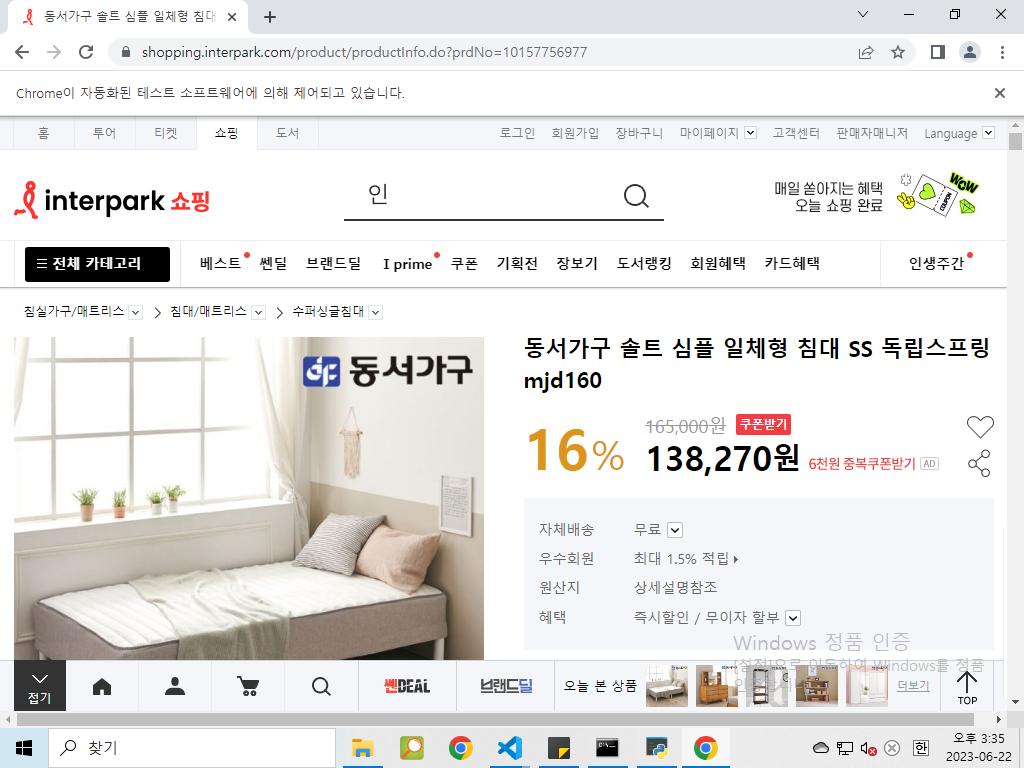 동서가구 솔트 심플 일체형 침대
shopping.interpark.com/product/productInfo.do?prdNo=10157756977
Chrome이 자동화된 테스트 소프트웨어에 의해 제어되고 있습니다.
홈 투어 티켓 쇼핑 도서 로그인 회원가입 장바구니 마이페이지 고객센터 판매자매니저 Language
interpark 쇼핑
인
매일 쏟아지는 혜택
오늘 쇼핑 완료
WOW
COUPON
전체 카테고리 베스트 쎈딜 브랜드딜 I prime 쿠폰 기획전 장보기 도서랭킹 회원혜택 카드혜택 인생주간
침실가구/매트리스 침대/매트리스 수퍼싱글침대
동서가구
동서가구 솔트 심플 일체형 침대 SS 독립스프링
mjd160
16%
165,000원 쿠폰받기
138,270원 6천원 중복쿠폰받기 AD
자체배송 무료
우수회원 최대 1.5% 적립
원산지 상세설명참조
혜택 즉시할인 / 무이자 할부
Windows 정품 인증
[설정]으로 이동하여 Windows를 정품
접기
쎈DEAL
브랜드딜
오늘 본 상품
더보기
TOP
찾기
한
오후 3:35
2023-06-22